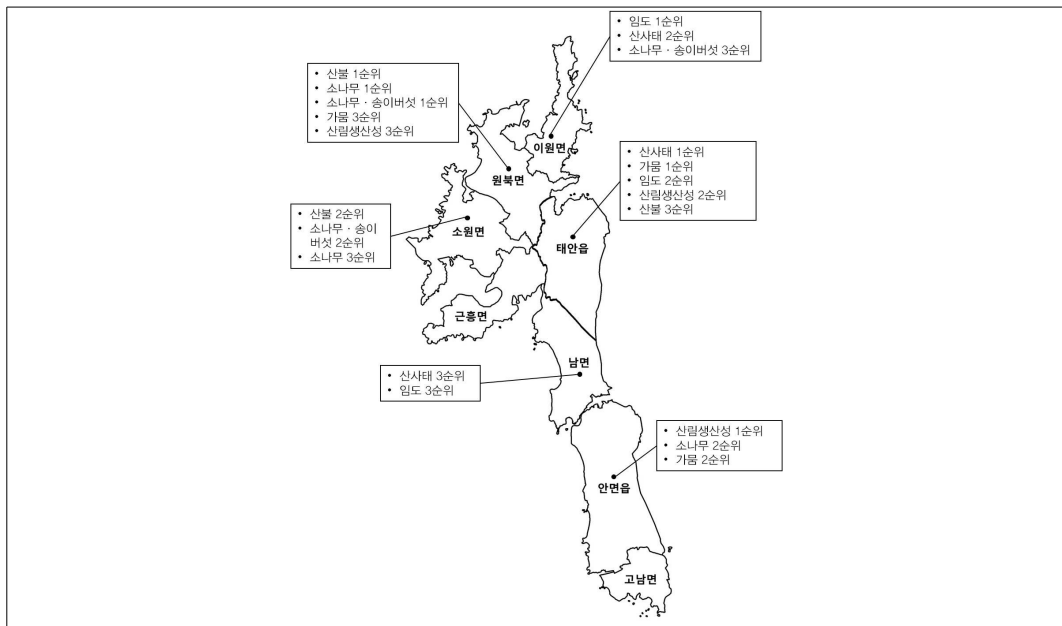 • 임도 1순위
• 산사태 2순위
• 소나무 · 송이버섯 3순위
• 산불 1순위
• 소나무 1순위
• 소나무 · 송이버섯 1순위
• 가뭄 3순위
• 산림생산성 3순위
이원면
원북면
• 산사태 1순위
• 가뭄 1순위
• 임도 2순위
• 산림생산성 2순위
• 산불 3순위
• 산불 2순위
• 소나무 · 송이
버섯 2순위
• 소나무 3순위
소원면
태안읍
근흥면
남면
• 산사태 3순위
• 임도 3순위
• 산림생산성 1순위
• 소나무 2순위
• 가뭄 2순위
안면읍
고남면